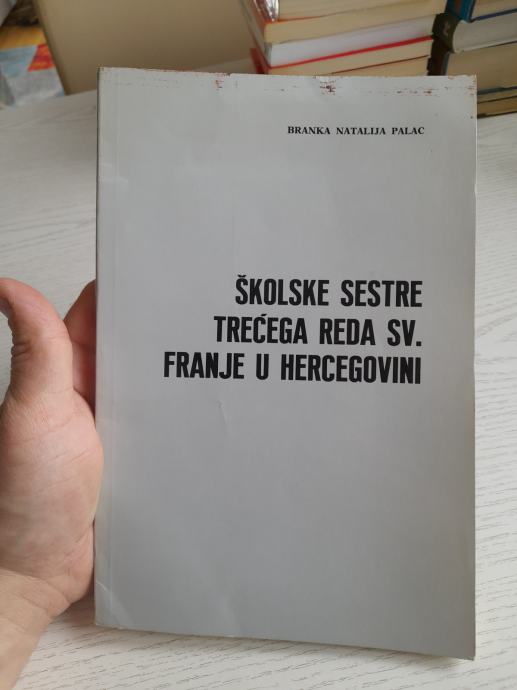 BRANKA NATALIJA PALAC
ŠKOLSKE SESTRE
TREĆEGA REDA SV.
FRANJE U HERCEGOVINI